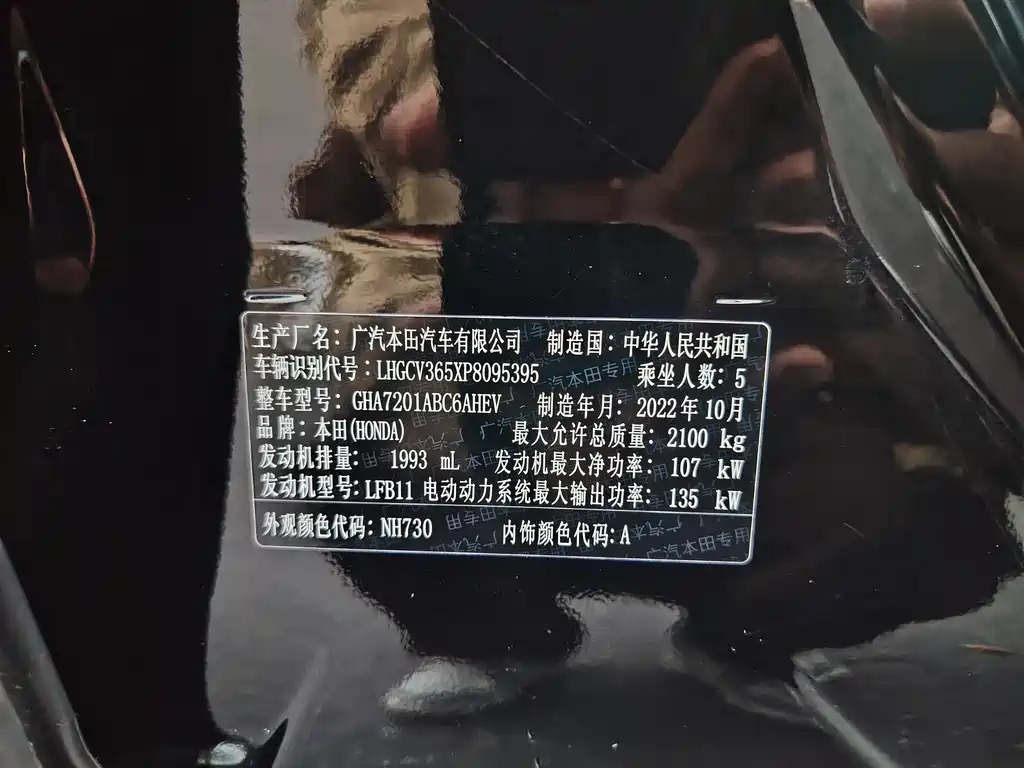 生产厂名：广汽本田汽车有限公司 制造国：中华人民共和国
车辆识别代号：LHGCV365XP8095395 乘坐人数：5
整车型号：GHA7201ABC6AHEV 制造年月：2022年10月
品牌：本田(HONDA) 最大允许总质量：2100 kg
发动机排量： 1993 mL 发动机最大净功率： 107 kW
发动机型号：LFB11 电动动力系统最大输出功率： 135 kW
外观颜色代码：NH730 内饰颜色代码：A
广汽本田专用